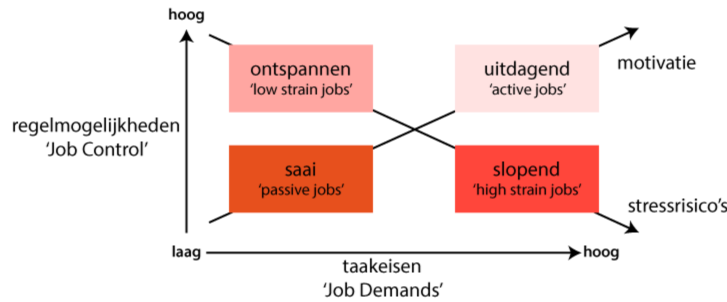 hoog
ontspannen
'low strain jobs'
uitdagend
'active jobs'
motivatie
regelmogelijkheden
'Job Control'
saai
'passive jobs'
slopend
'high strain jobs'
stressrisico's
laag
hoog
taakeisen
'Job Demands'